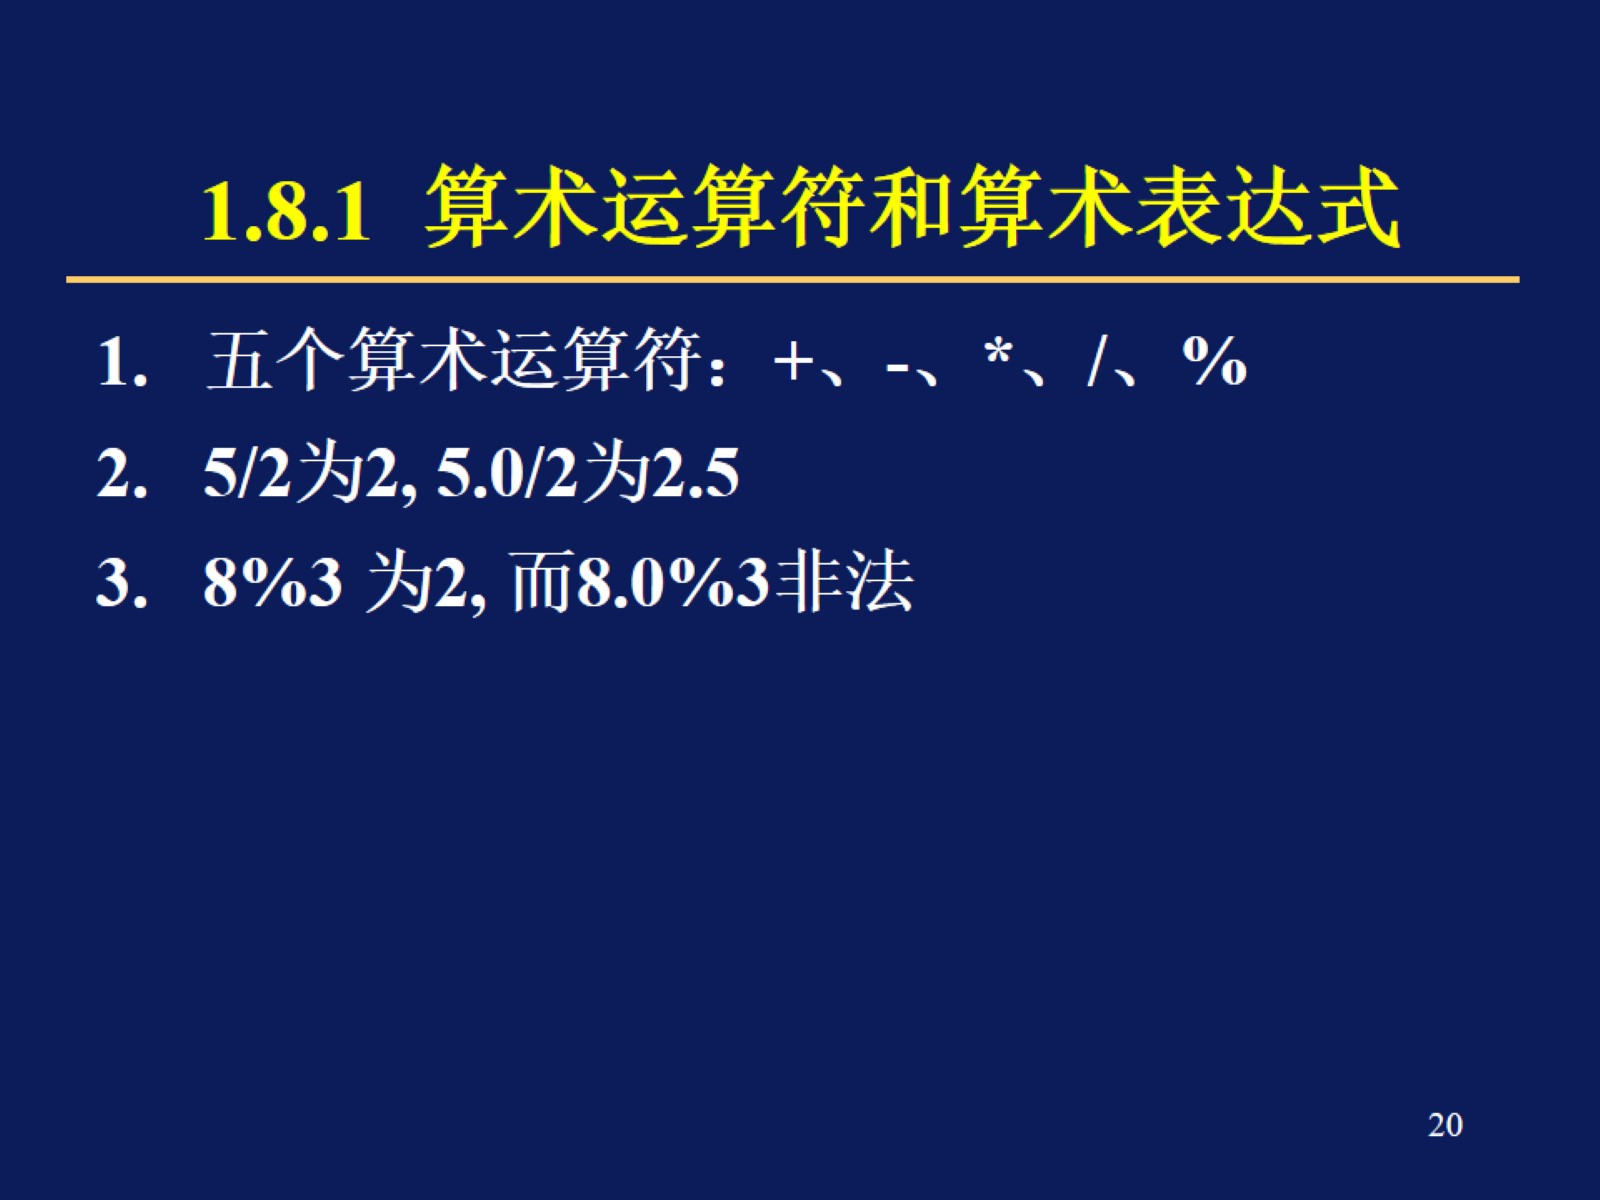 1.8.1 算术运算符和算术表达式
1. 五个算术运算符：+、-、*、/、%
2. 5/2为2, 5.0/2为2.5
3. 8%3 为2, 而8.0%3非法
20